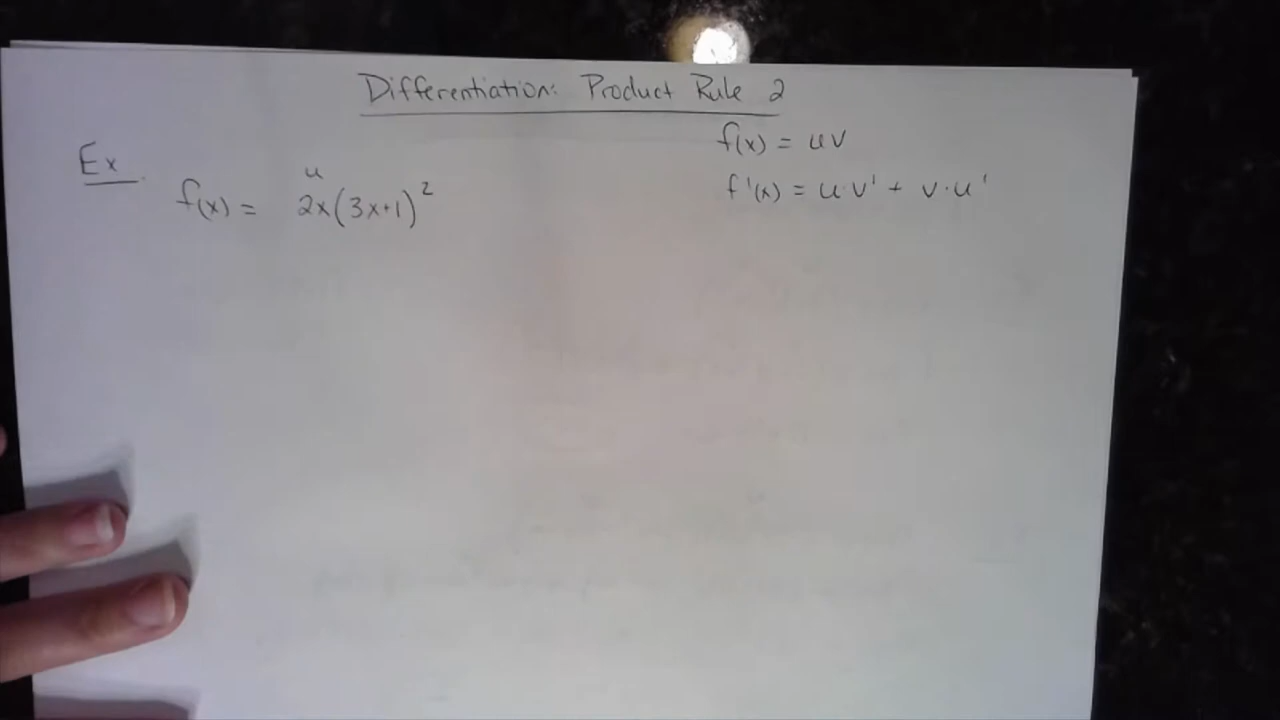 Differentiation: Product Rule 2
f(x) = uv
Ex.
u
f(x) = 2x(3x+1)²
f'(x) = u·v' + v·u'